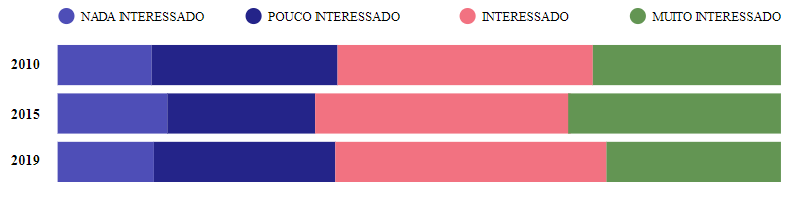 NADA INTERESSADO POUCO INTERESSADO INTERESSADO MUITO INTERESSADO
2010
2015
2019